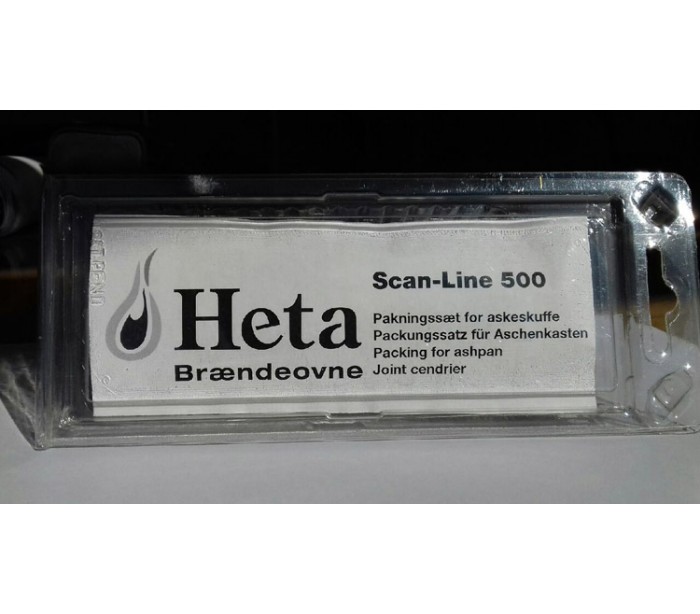 Heta
Brændeovne
Scan-Line 500
Pakningssæt for askeskuffe
Packungssatz für Aschenkasten
Packing for ashpan
Joint cendrier